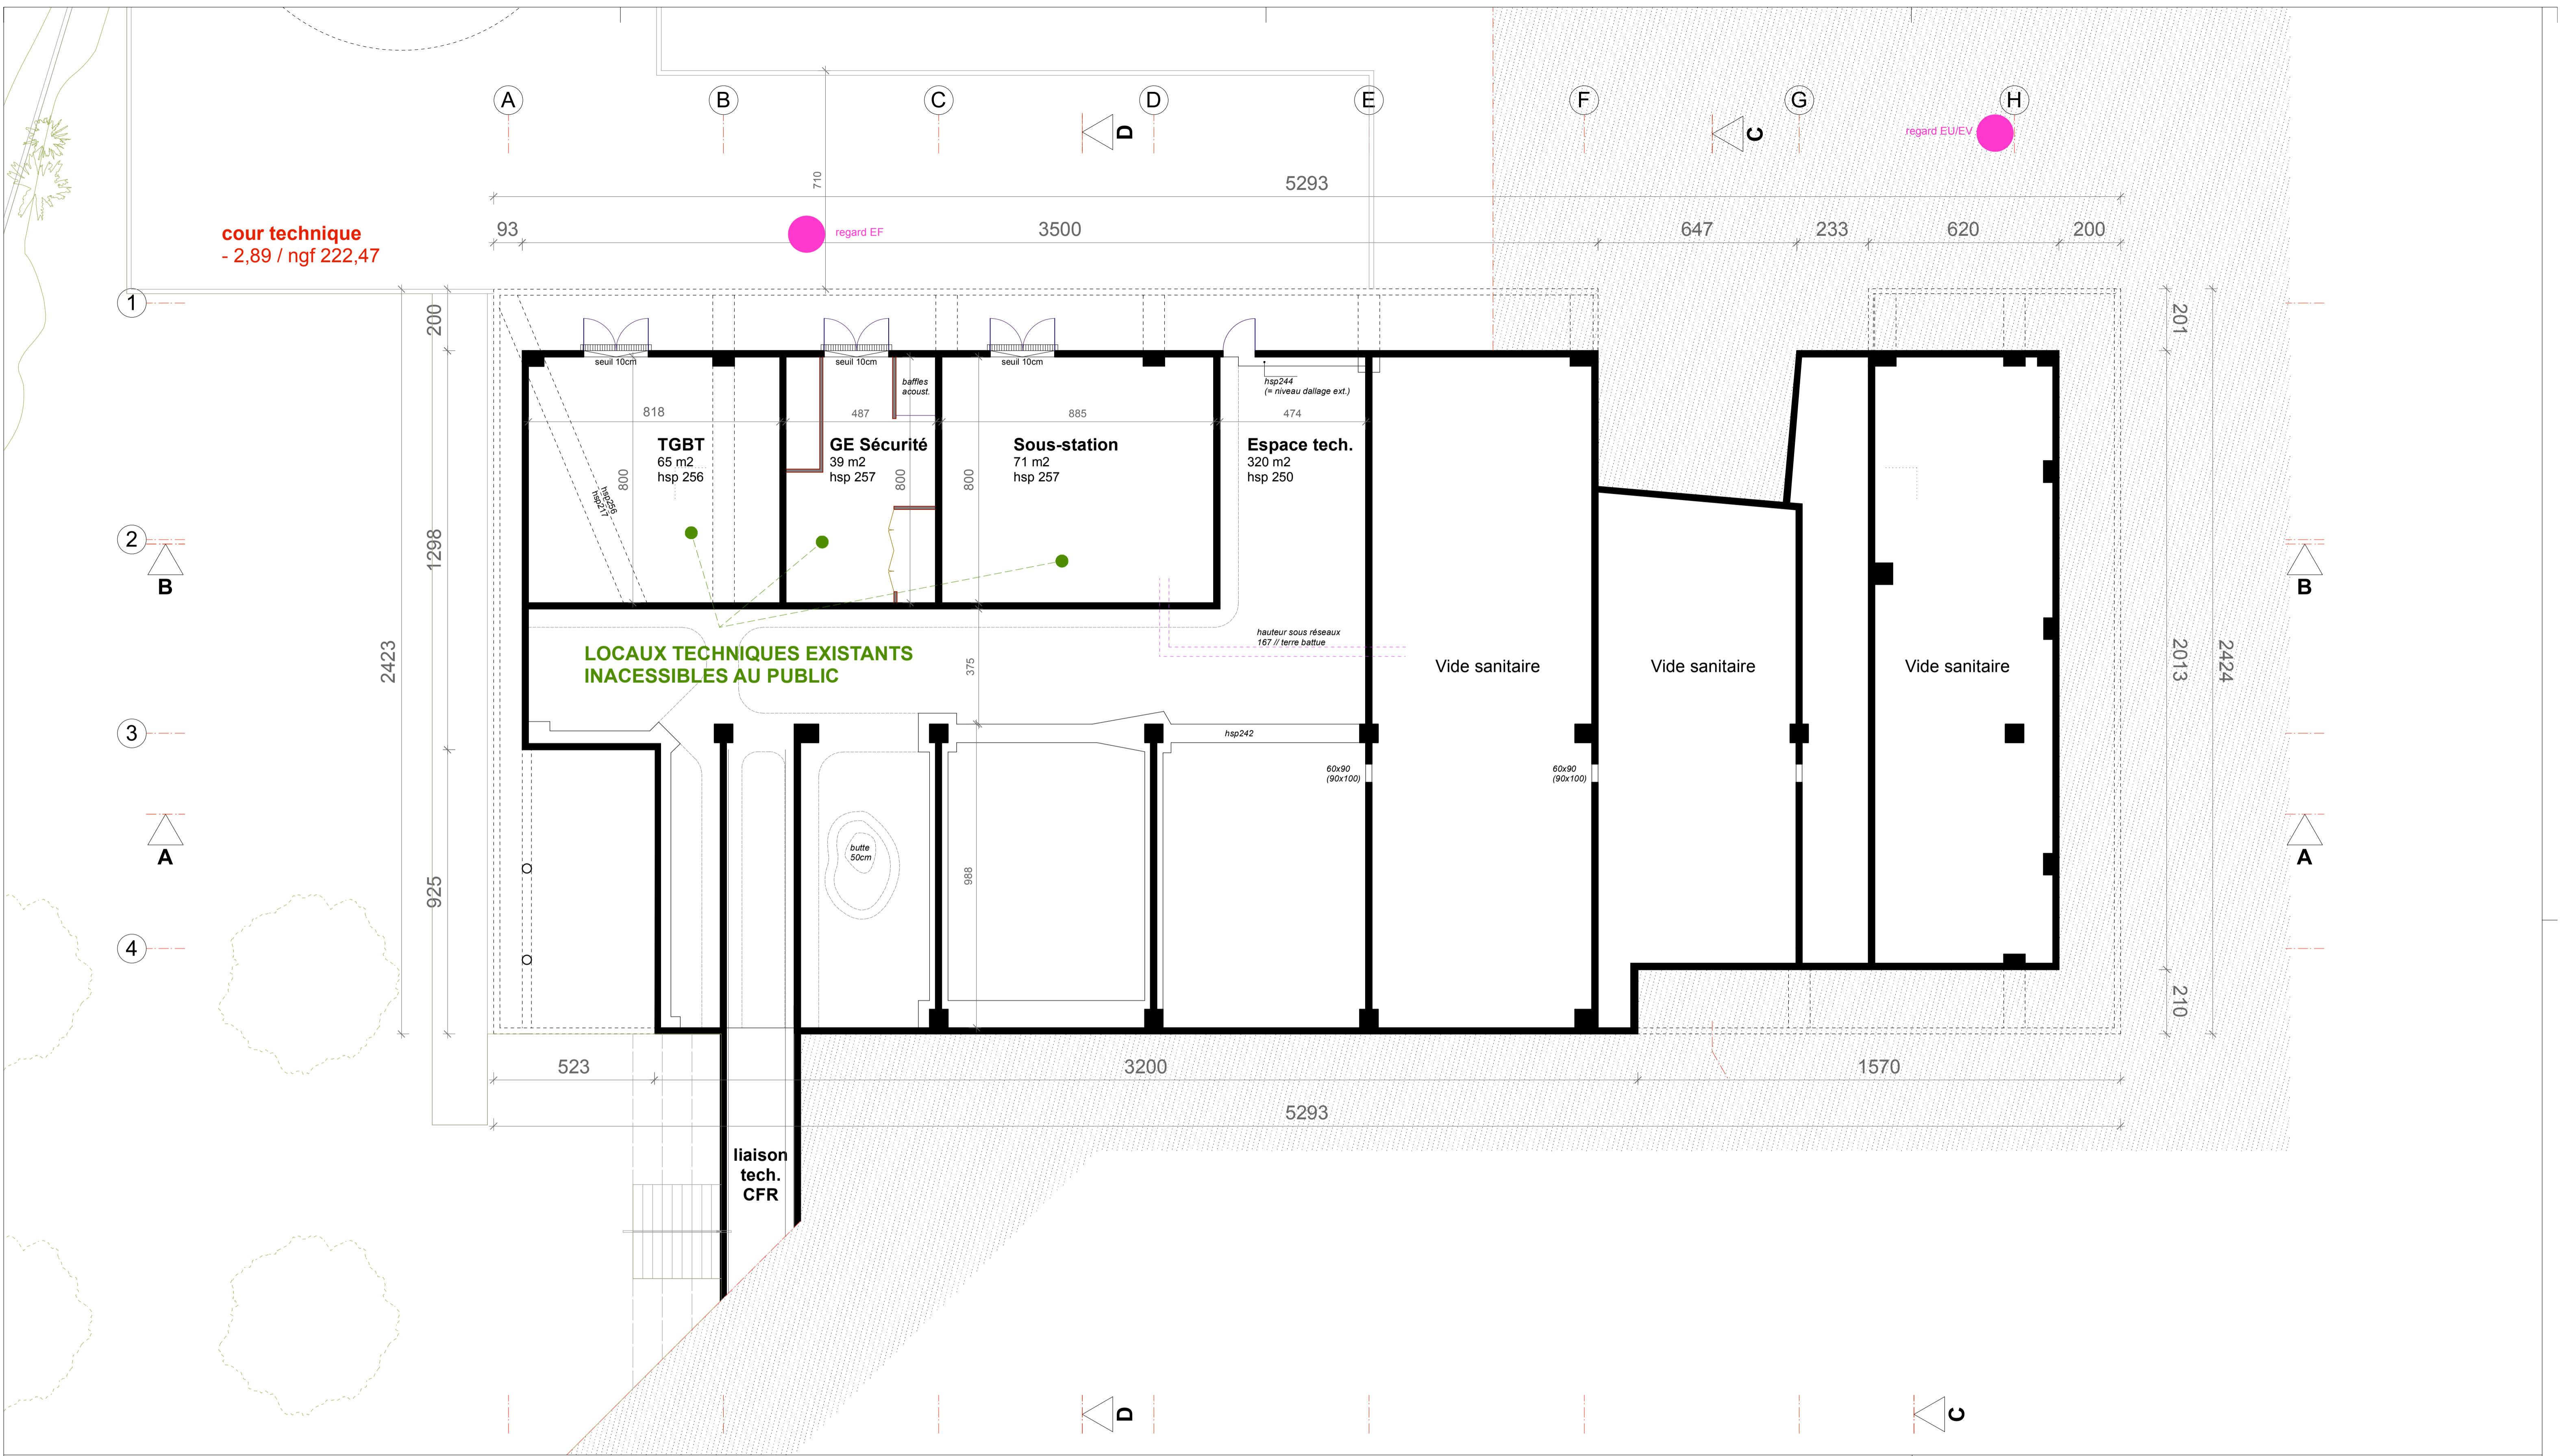 A
B
C
D
E
F
G
H
D
C
regard EU/EV
710
5293
93
regard EF
3500
647
233
620
200
cour technique
- 2,89 / ngf 222,47
1
200
201
seuil 10cm
seuil 10cm
seuil 10cm
baffles
acoust.
hsp244
(= niveau dallage ext.)
818
487
885
474
TGBT
65 m2
hsp 256
GE Sécurité
39 m2
hsp 257
Sous-station
71 m2
hsp 257
Espace tech.
320 m2
hsp 250
800
800
800
hsp256
hsp217
2
1298
B
B
hauteur sous réseaux
167 // terre battue
LOCAUX TECHNIQUES EXISTANTS
INACESSIBLES AU PUBLIC
2423
375
Vide sanitaire
Vide sanitaire
Vide sanitaire
2013
2424
3
hsp242
60x90
(90x100)
60x90
(90x100)
A
A
butte
50cm
925
988
4
210
523
3200
1570
5293
liaison
tech.
CFR
D
C